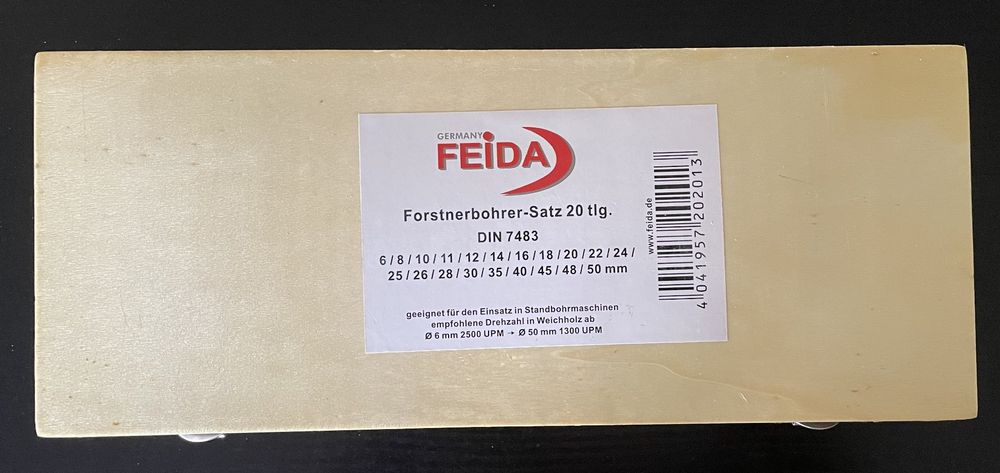 GERMANY
FEIDA
Forstnerbohrer-Satz 20 tlg.
DIN 7483
6 / 8 / 10 / 11 / 12 / 14 / 16 / 18 / 20 / 22 / 24 /
25 / 26 / 28 / 30 / 35 / 40 / 45 / 48 / 50 mm
geeignet für den Einsatz in Standbohrmaschinen
empfohlene Drehzahl in Weichholz ab
Ø 6 mm 2500 UPM → Ø 50 mm 1300 UPM
www.feida.de
4 041957 202013